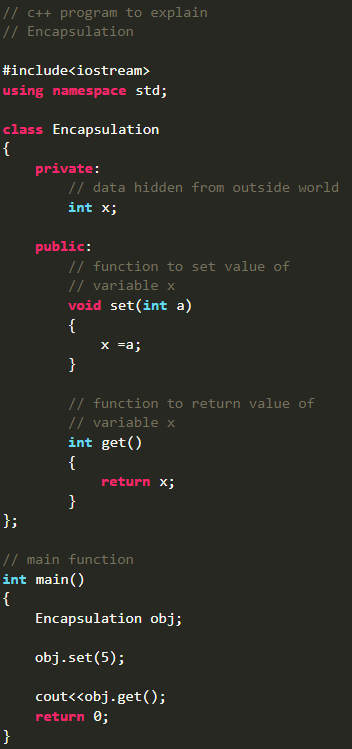 // c++ program to explain
// Encapsulation
#include<iostream>
using namespace std;
class Encapsulation
{
private:
// data hidden from outside world
int x;
public:
// function to set value of
// variable x
void set(int a)
{
x =a;
}
// function to return value of
// variable x
int get()
{
return x;
}
};
// main function
int main()
{
Encapsulation obj;
obj.set(5);
cout<<obj.get();
return 0;
}